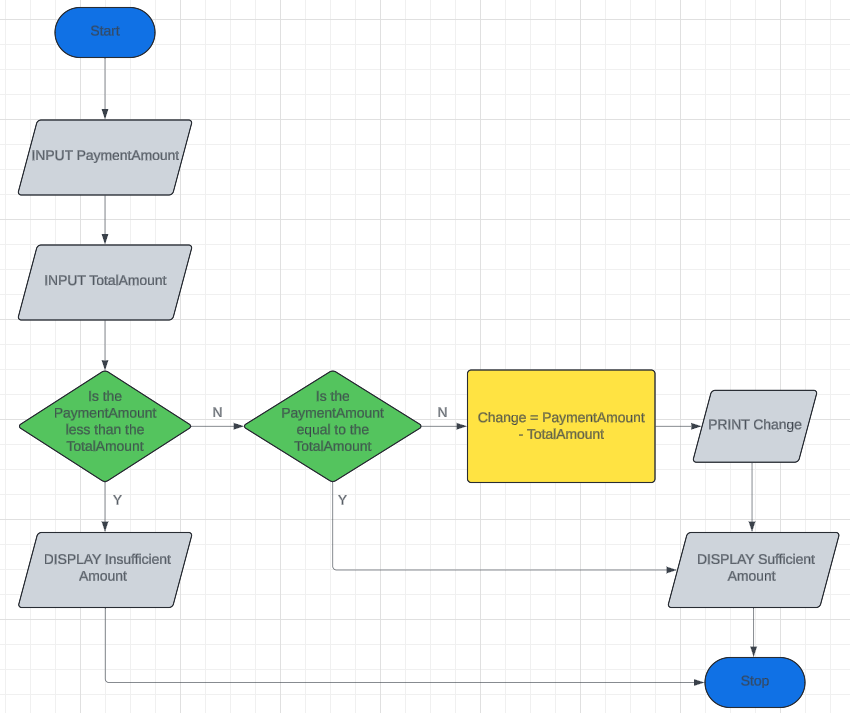 Start
INPUT PaymentAmount
INPUT TotalAmount
Is the
PaymentAmount
less than the
TotalAmount
N
Is the
PaymentAmount
equal to the
TotalAmount
N
Change = PaymentAmount
- TotalAmount
PRINT Change
Y
Y
DISPLAY Insufficient
Amount
DISPLAY Sufficient
Amount
Stop